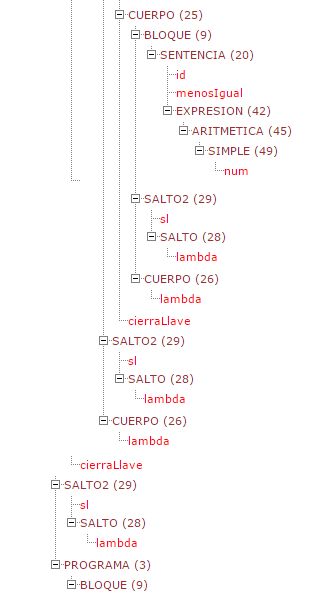 CUERPO (25)
BLOQUE (9)
SENTENCIA (20)
id
menosIgual
EXPRESION (42)
ARITMETICA (45)
SIMPLE (49)
num
SALTO2 (29)
sl
SALTO (28)
lambda
CUERPO (26)
lambda
cierraLlave
SALTO2 (29)
sl
SALTO (28)
lambda
CUERPO (26)
lambda
cierraLlave
SALTO2 (29)
sl
SALTO (28)
lambda
PROGRAMA (3)
BLOQUE (9)